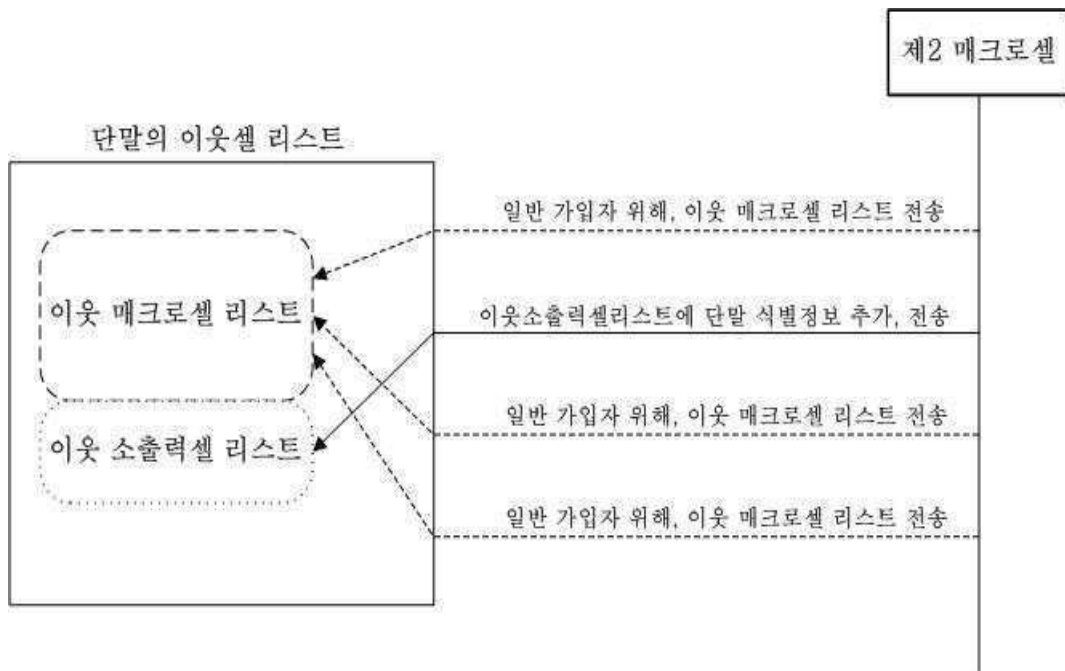 제2 매크로셀
단말의 이웃셀 리스트
일반 가입자 위해, 이웃 매크로셀 리스트 전송
이웃 매크로셀 리스트
이웃소출력셀리스트에 단말 식별정보 추가, 전송
일반 가입자 위해, 이웃 매크로셀 리스트 전송
이웃 소출력셀 리스트
일반 가입자 위해, 이웃 매크로셀 리스트 전송